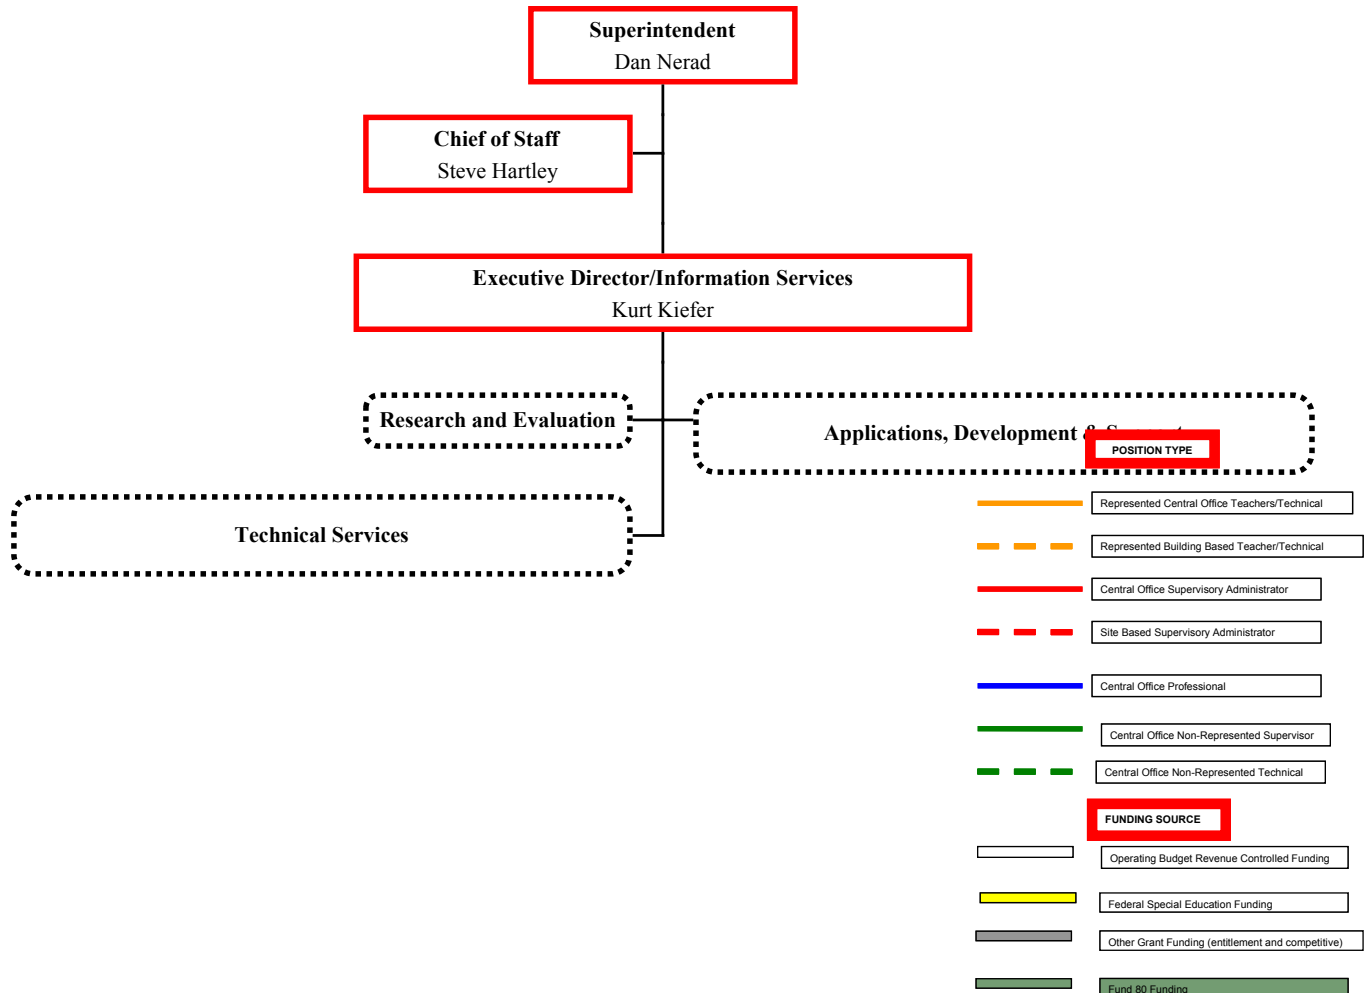 Superintendent
Dan Nerad
Chief of Staff
Steve Hartley
Executive Director/Information Services
Kurt Kiefer
Research and Evaluation
Applications, Development &
Technical Services
POSITION TYPE
Represented Central Office Teachers/Technical
Represented Building Based Teacher/Technical
Central Office Supervisory Administrator
Site Based Supervisory Administrator
Central Office Professional
Central Office Non-Represented Supervisor
Central Office Non-Represented Technical
FUNDING SOURCE
Operating Budget Revenue Controlled Funding
Federal Special Education Funding
Other Grant Funding (entitlement and competitive)
Fund 80 Funding